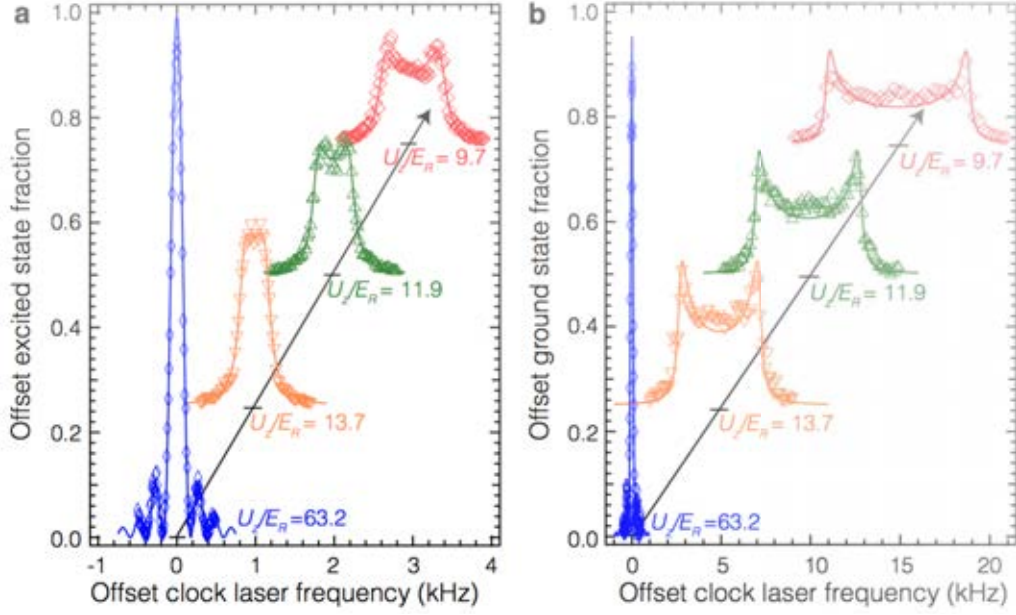 a
Offset excited state fraction
1.0
0.8
0.6
0.4
0.2
0.0
U_z/E_R = 9.7
U_z/E_R = 11.9
U_z/E_R = 13.7
U_z/E_R =63.2
-1 0 1 2 3 4
Offset clock laser frequency (kHz)
b
Offset ground state fraction
1.0
0.8
0.6
0.4
0.2
0.0
U_z/E_R = 9.7
U_z/E_R = 11.9
U_z/E_R = 13.7
U_z/E_R =63.2
0 5 10 15 20
Offset clock laser frequency (kHz)